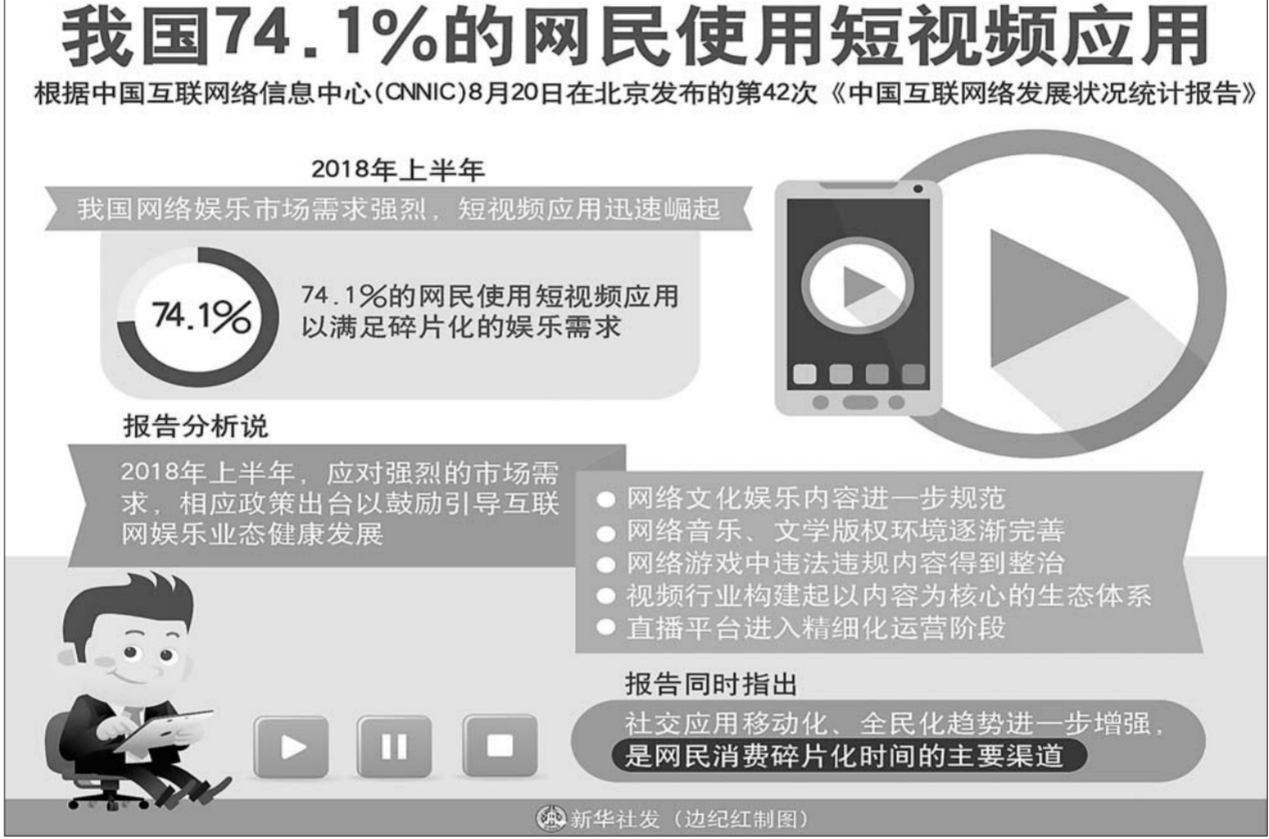 我国74.1%的网民使用短视频应用
根据中国互联网络信息中心(CNNIC)8月20日在北京发布的第42次《中国互联网络发展状况统计报告》
2018年上半年
我国网络娱乐市场需求强烈，短视频应用迅速崛起
74.1%
74.1%的网民使用短视频应用
以满足碎片化的娱乐需求
报告分析说
2018年上半年，应对强烈的市场需
求，相应政策出台以鼓励引导互联
网娱乐业态健康发展
● 网络文化娱乐内容进一步规范
● 网络音乐、文学版权环境逐渐完善
● 网络游戏中违法违规内容得到整治
● 视频行业构建起以内容为核心的生态体系
● 直播平台进入精细化运营阶段
报告同时指出
社交应用移动化、全民化趋势进一步增强，
是网民消费碎片化时间的主要渠道
新华社发（边纪红制图）